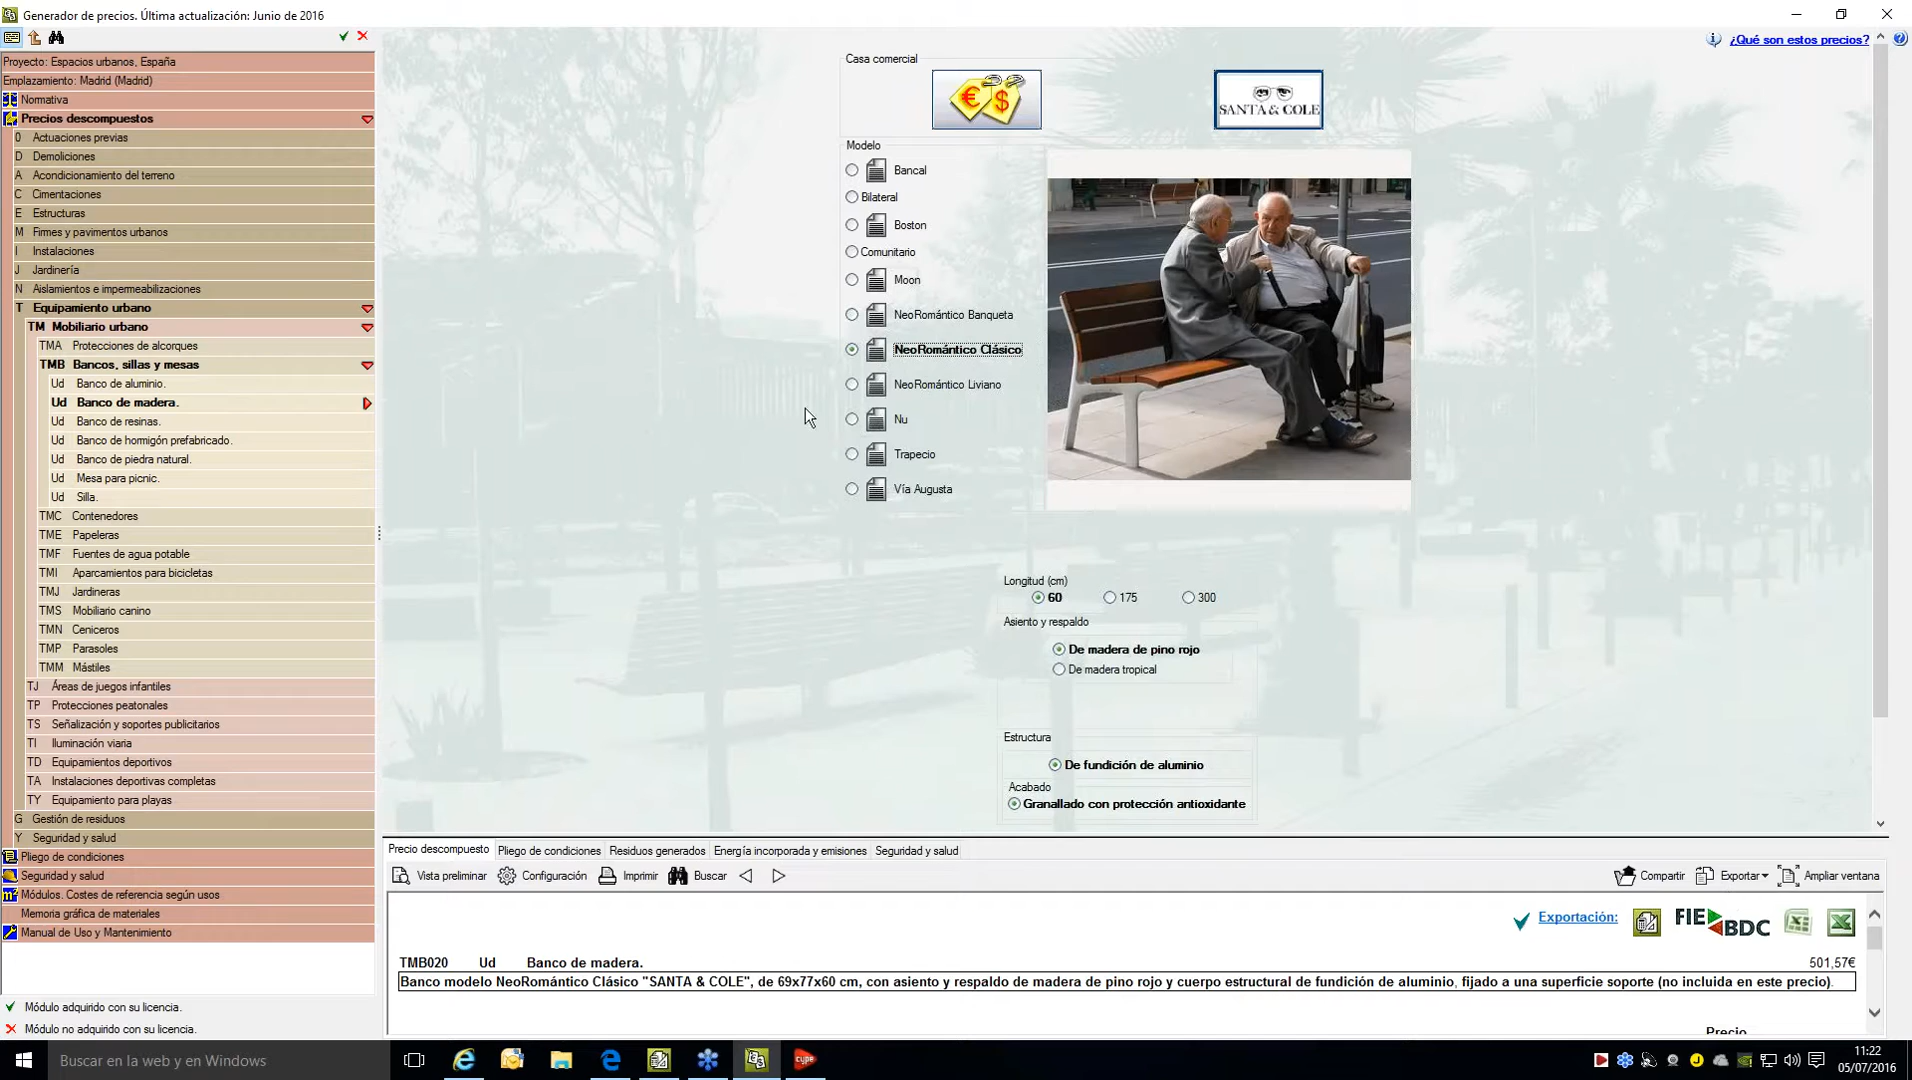 Generador de precios. Última actualización: Junio de 2016
¿Qué son estos precios?
Proyecto: Espacios urbanos, España
Emplazamiento: Madrid (Madrid)
Normativa
Precios descompuestos
0 Actuaciones previas
D Demoliciones
A Acondicionamiento del terreno
C Cimentaciones
E Estructuras
M Firmes y pavimentos urbanos
I Instalaciones
J Jardinería
N Aislamientos e impermeabilizaciones
T Equipamiento urbano
TM Mobiliario urbano
TMA Protecciones de alcorques
TMB Bancos, sillas y mesas
Ud Banco de aluminio.
Ud Banco de madera.
Ud Banco de resinas.
Ud Banco de hormigón prefabricado.
Ud Banco de piedra natural.
Ud Mesa para picnic.
Ud Silla.
TMC Contenedores
TME Papeleras
TMF Fuentes de agua potable
TMI Aparcamientos para bicicletas
TMJ Jardineras
TMS Mobiliario canino
TMN Ceniceros
TMP Parasoles
TMM Mástiles
TJ Áreas de juegos infantiles
TP Protecciones peatonales
TS Señalización y soportes publicitarios
TI Iluminación viaria
TD Equipamientos deportivos
TA Instalaciones deportivas completas
TY Equipamiento para playas
G Gestión de residuos
Y Seguridad y salud
Pliego de condiciones
Seguridad y salud
m² Módulos. Costes de referencia según usos
Memoria gráfica de materiales
Manual de Uso y Mantenimiento
Módulo adquirido con su licencia.
Módulo no adquirido con su licencia.
Casa comercial
€ $
SANTA & COLE
Modelo
Bancal
Bilateral
Boston
Comunitario
Moon
NeoRomántico Banqueta
NeoRomántico Clásico
NeoRomántico Liviano
Nu
Trapecio
Vía Augusta
Longitud (cm)
60 175 300
Asiento y respaldo
De madera de pino rojo
De madera tropical
Estructura
De fundición de aluminio
Acabado
Granallado con protección antioxidante
Precio descompuesto Pliego de condiciones Residuos generados Energía incorporada y emisiones Seguridad y salud
Vista preliminar Configuración Imprimir Buscar Compartir Exportar Ampliar ventana
Exportación: FIE BDC
TMB020 Ud Banco de madera. 501,57€
Banco modelo NeoRomántico Clásico "SANTA & COLE", de 69x77x60 cm, con asiento y respaldo de madera de pino rojo y cuerpo estructural de fundición de aluminio, fijado a una superficie soporte (no incluida en este precio).
Precio
Buscar en la web y en Windows
cype
11:22
05/07/2016